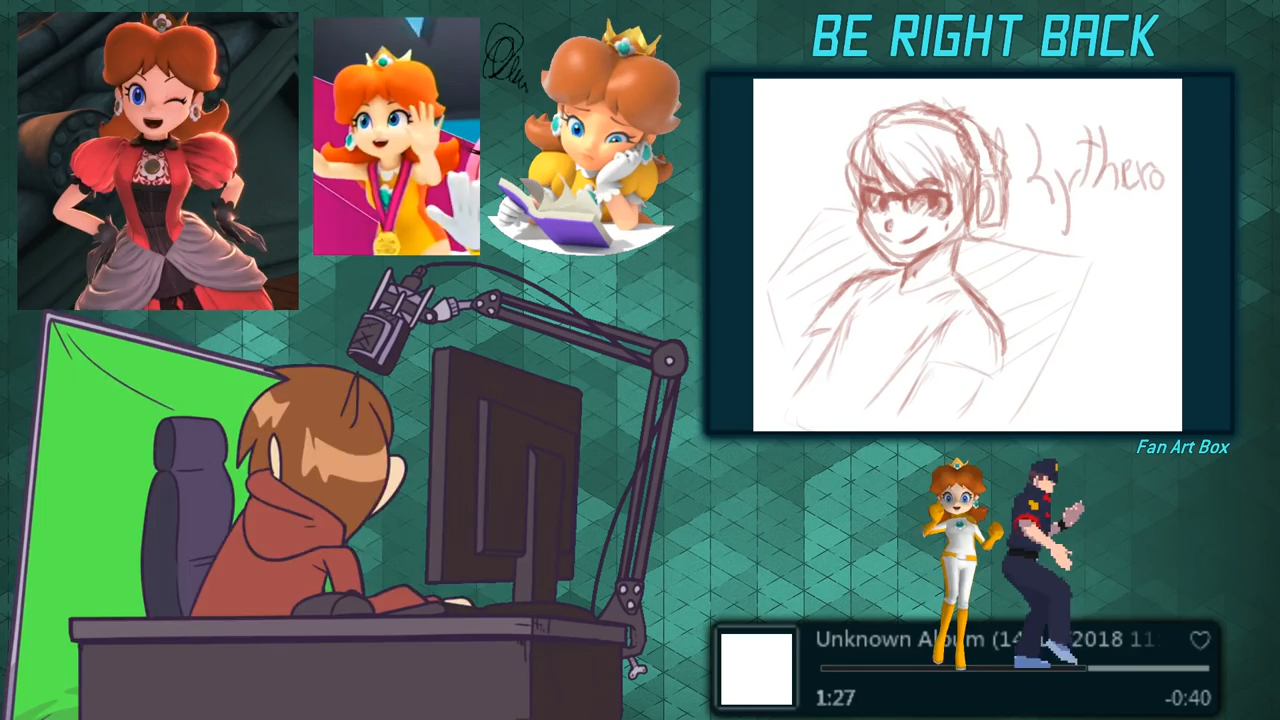 BE RIGHT BACK
Lythero
Fan Art Box
Unknown Album (14 2018 11:
1:27
-0:40